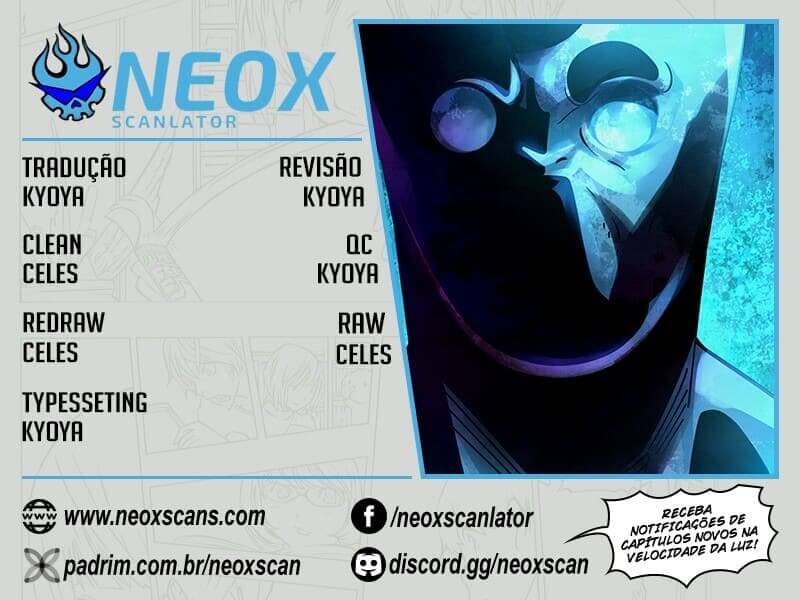 NEOX
SCANLATOR
TRADUÇÃO
KYOYA
REVISÃO
KYOYA
CLEAN
CELES
QC
KYOYA
REDRAW
CELES
RAW
CELES
TYPESSETING
KYOYA
www
www.neoxscans.com
f
/neoxscanlator
padrim.com.br/neoxscan
discord.gg/neoxscan
RECEBA
NOTIFICAÇÕES DE
CAPÍTULOS NOVOS NA
VELOCIDADE DA LUZ!